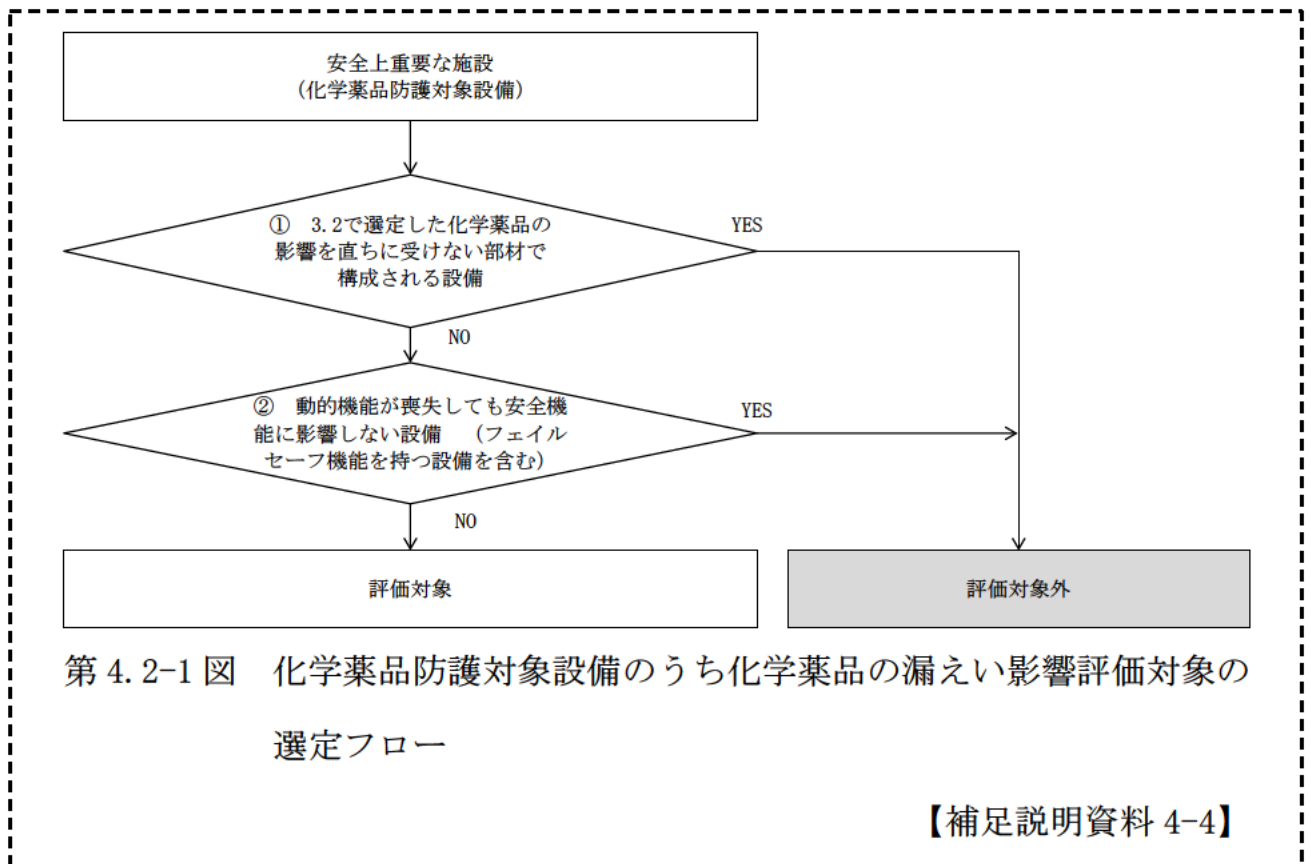 安全上重要な施設
(化学薬品防護対象設備)
① 3.2で選定した化学薬品の
影響を直ちに受けない部材で
構成される設備
YES
NO
② 動的機能が喪失しても安全機
能に影響しない設備 (フェイル
セーフ機能を持つ設備を含む)
YES
NO
評価対象
評価対象外
第 4.2-1 図 化学薬品防護対象設備のうち化学薬品の漏えい影響評価対象の
選定フロー
【補足説明資料 4-4】